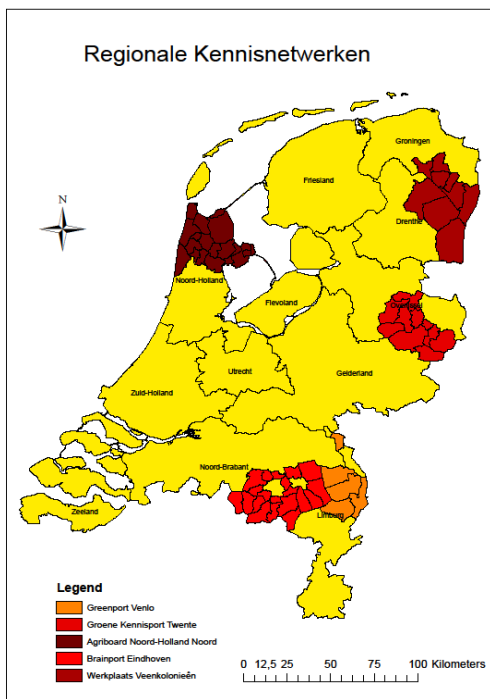 Regionale Kennisnetwerken
Groningen
Friesland
Drenthe
N
Noord-Holland
Overijssel
Flevoland
Utrecht
Gelderland
Zuid-Holland
Noord-Brabant
Zeeland
Limburg
Legend
Greenport Venlo
Groene Kennisport Twente
Agriboard Noord-Holland Noord
Brainport Eindhoven
Werkplaats Veenkolonieën
0 12,5 25 50 75 100 Kilometers